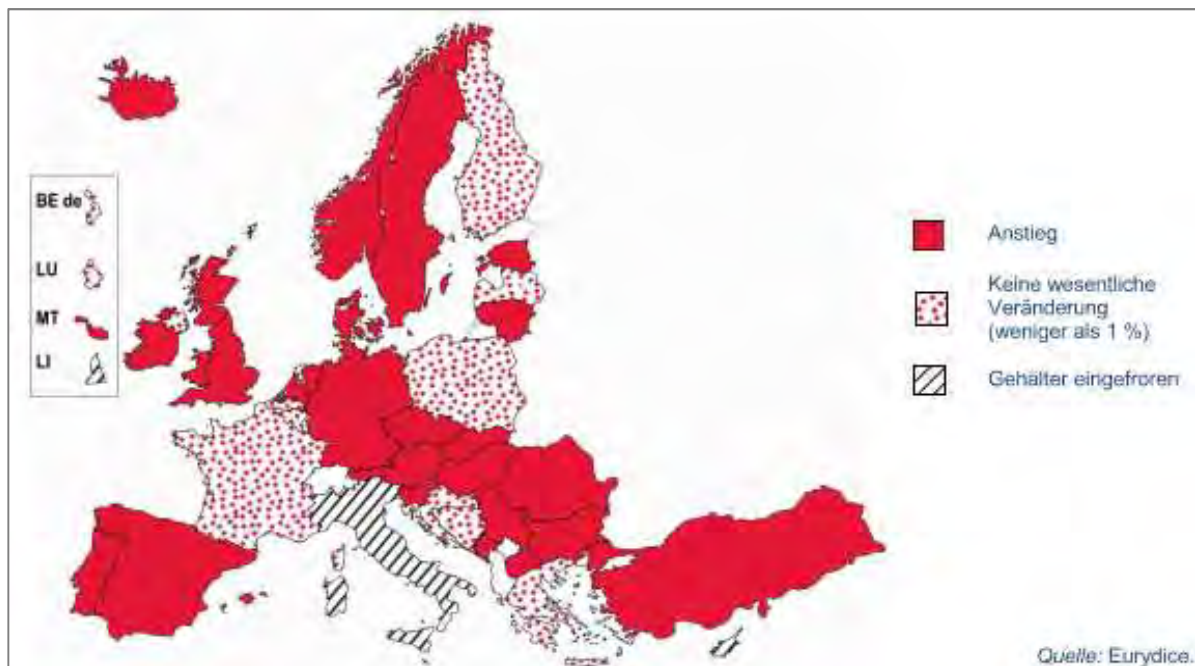 BE de
LU
MT
LI
Anstieg
Keine wesentliche
Veränderung
(weniger als 1 %)
Gehälter eingefroren
Quelle: Eurydice.